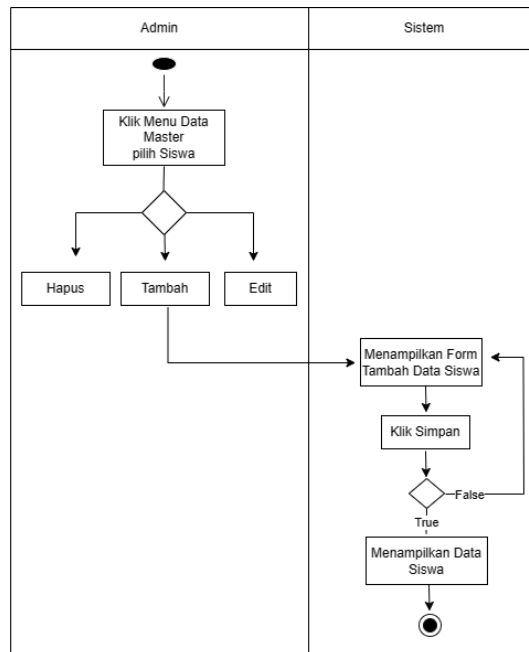 Admin
Sistem
Klik Menu Data
Master
pilih Siswa
Hapus
Tambah
Edit
Menampilkan Form
Tambah Data Siswa
Klik Simpan
False
True
Menampilkan Data
Siswa